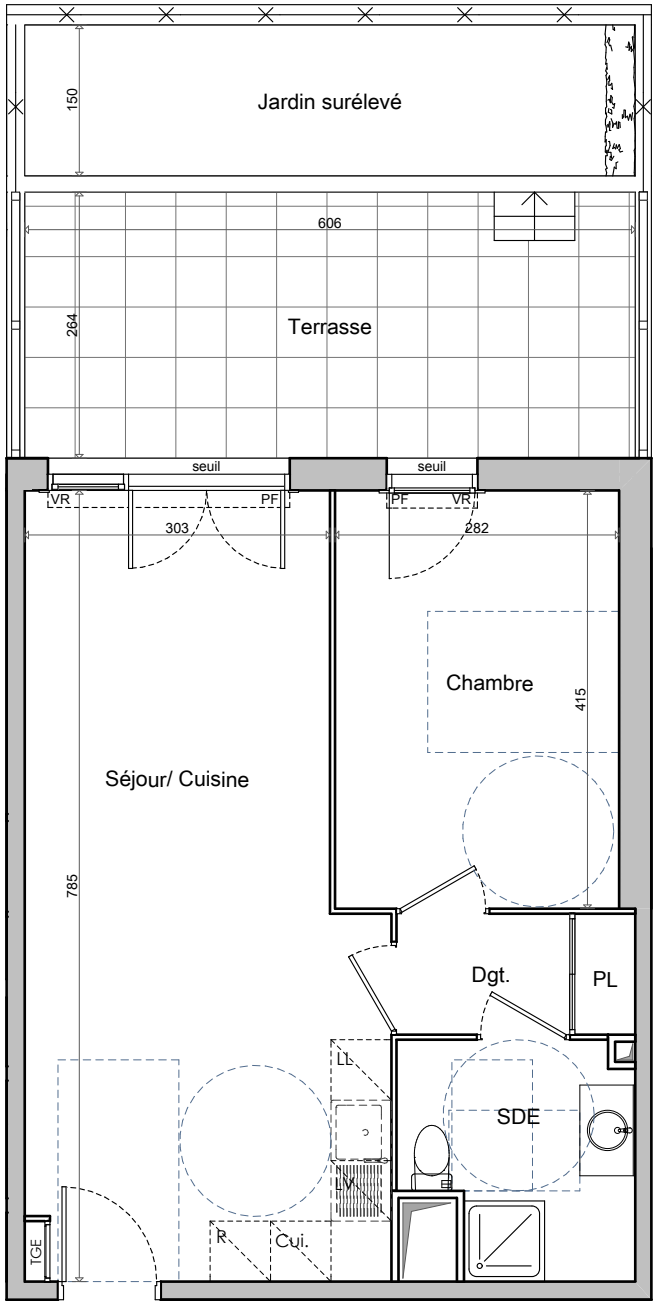 150
Jardin surélevé
606
264
Terrasse
seuil
seuil
VR
PF
PF
VR
303
282
Chambre
415
Séjour/ Cuisine
785
Dgt.
PL
LL
SDE
LV
R
Cui.
TGE